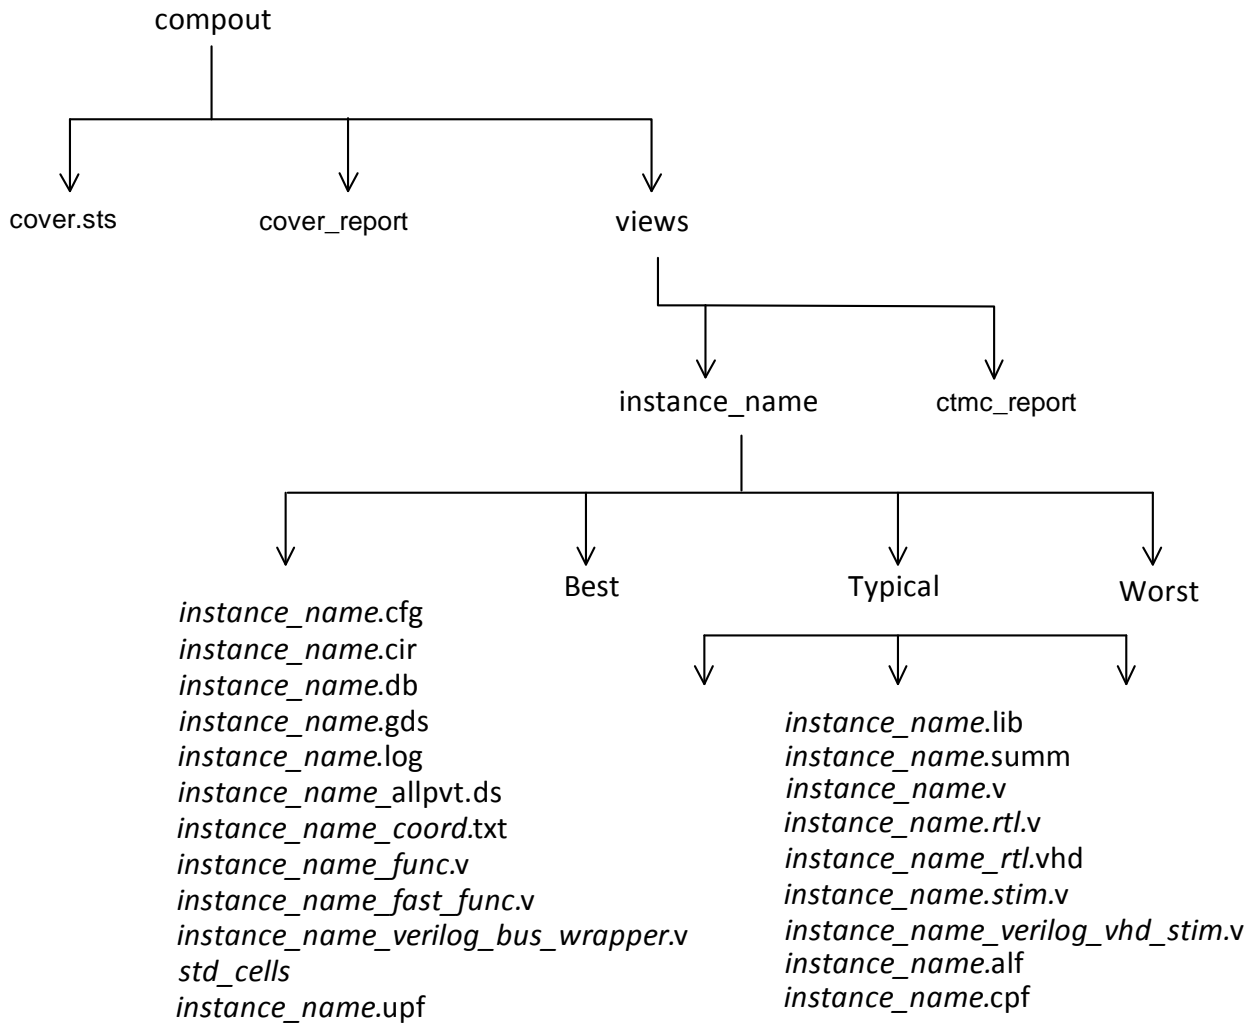 compout
cover.sts cover_report views
instance_name ctmc_report
Best Typical Worst
instance_name.cfg
instance_name.cir
instance_name.db
instance_name.gds
instance_name.log
instance_name_allpvt.ds
instance_name_coord.txt
instance_name_func.v
instance_name_fast_func.v
instance_name_verilog_bus_wrapper.v
std_cells
instance_name.upf
instance_name.lib
instance_name.summ
instance_name.v
instance_name.rtl.v
instance_name_rtl.vhd
instance_name.stim.v
instance_name_verilog_vhd_stim.v
instance_name.alf
instance_name.cpf